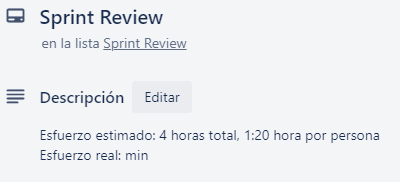 Sprint Review
en la lista Sprint Review
Descripción Editar
Esfuerzo estimado: 4 horas total, 1:20 hora por persona
Esfuerzo real: min